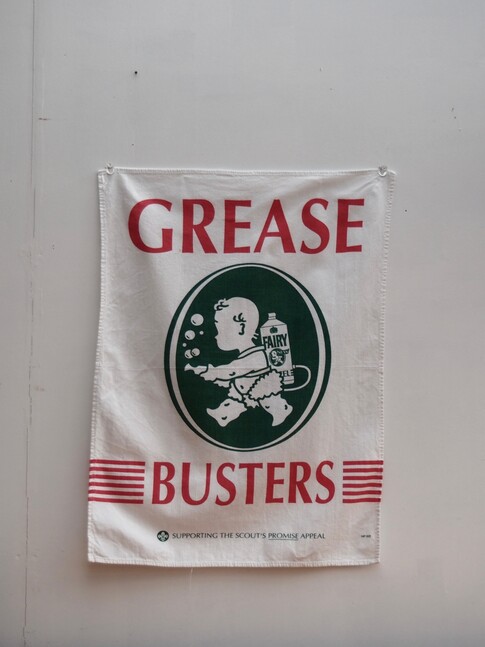 GREASE
FAIRY
BUSTERS
SUPPORTING THE SCOUT'S PROMISE APPEAL